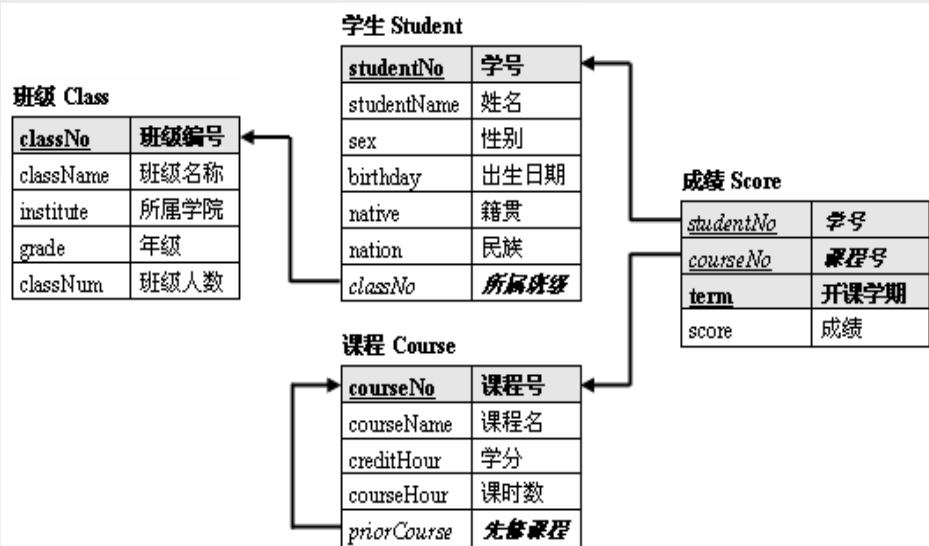 班级 Class
classNo 班级编号
className 班级名称
institute 所属学院
grade 年级
classNum 班级人数
学生 Student
studentNo 学号
studentName 姓名
sex 性别
birthday 出生日期
native 籍贯
nation 民族
classNo 所属班级
课程 Course
courseNo 课程号
courseName 课程名
creditHour 学分
courseHour 课时数
priorCourse 先修课程
成绩 Score
studentNo 学号
courseNo 课程号
term 开课学期
score 成绩